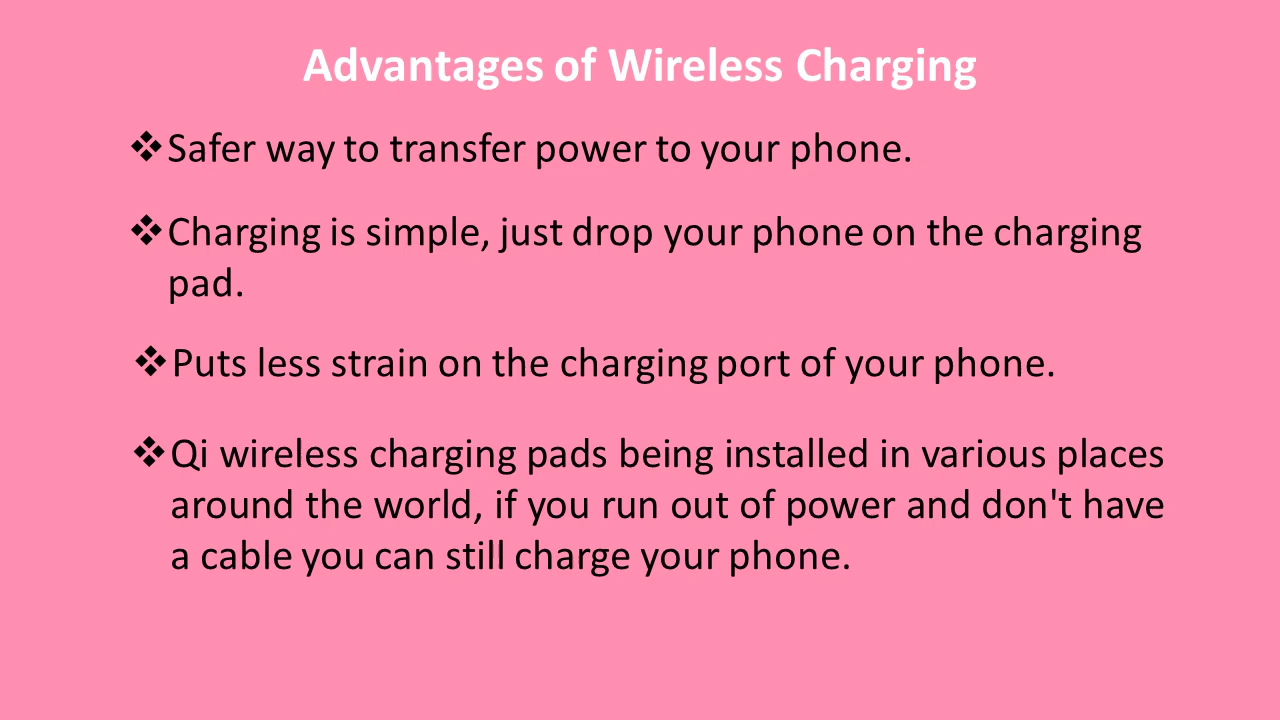 Advantages of Wireless Charging
❖Safer way to transfer power to your phone.
❖Charging is simple, just drop your phone on the charging
pad.
❖Puts less strain on the charging port of your phone.
❖Qi wireless charging pads being installed in various places
around the world, if you run out of power and don't have
a cable you can still charge your phone.